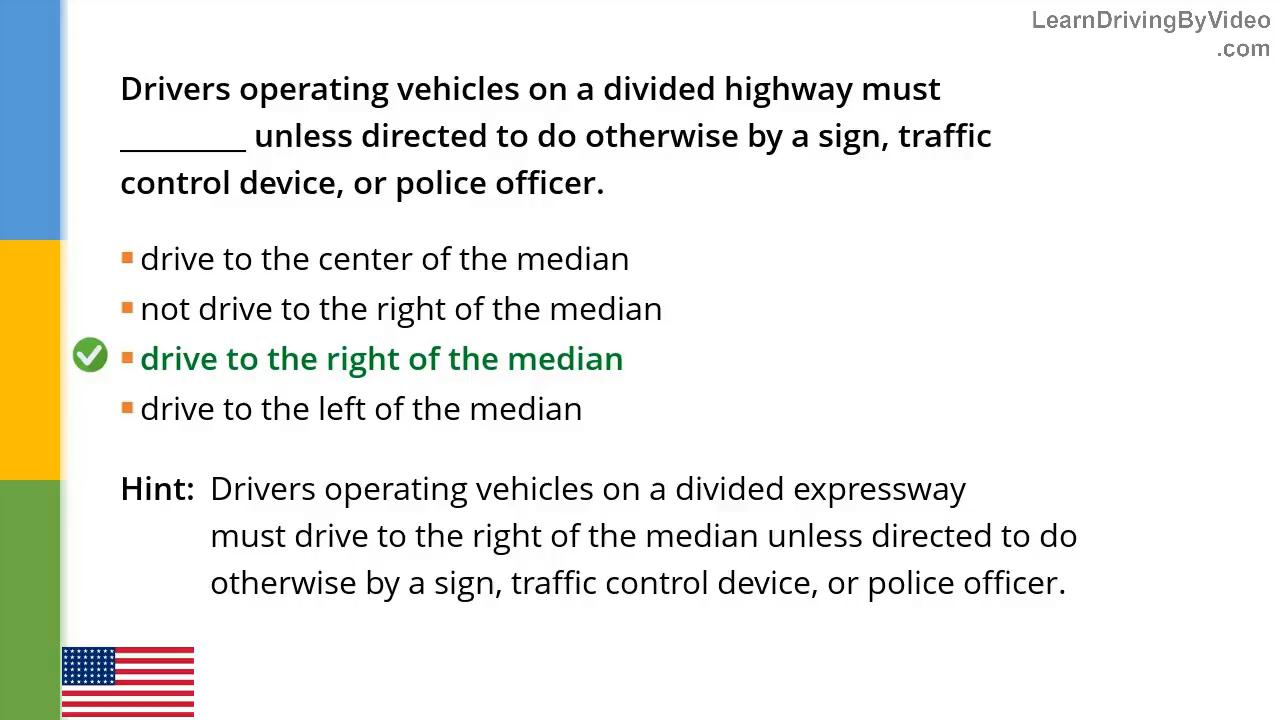 LearnDrivingByVideo
.com
Drivers operating vehicles on a divided highway must
_________ unless directed to do otherwise by a sign, traffic
control device, or police officer.
drive to the center of the median
not drive to the right of the median
drive to the right of the median
drive to the left of the median
Hint: Drivers operating vehicles on a divided expressway
must drive to the right of the median unless directed to do
otherwise by a sign, traffic control device, or police officer.